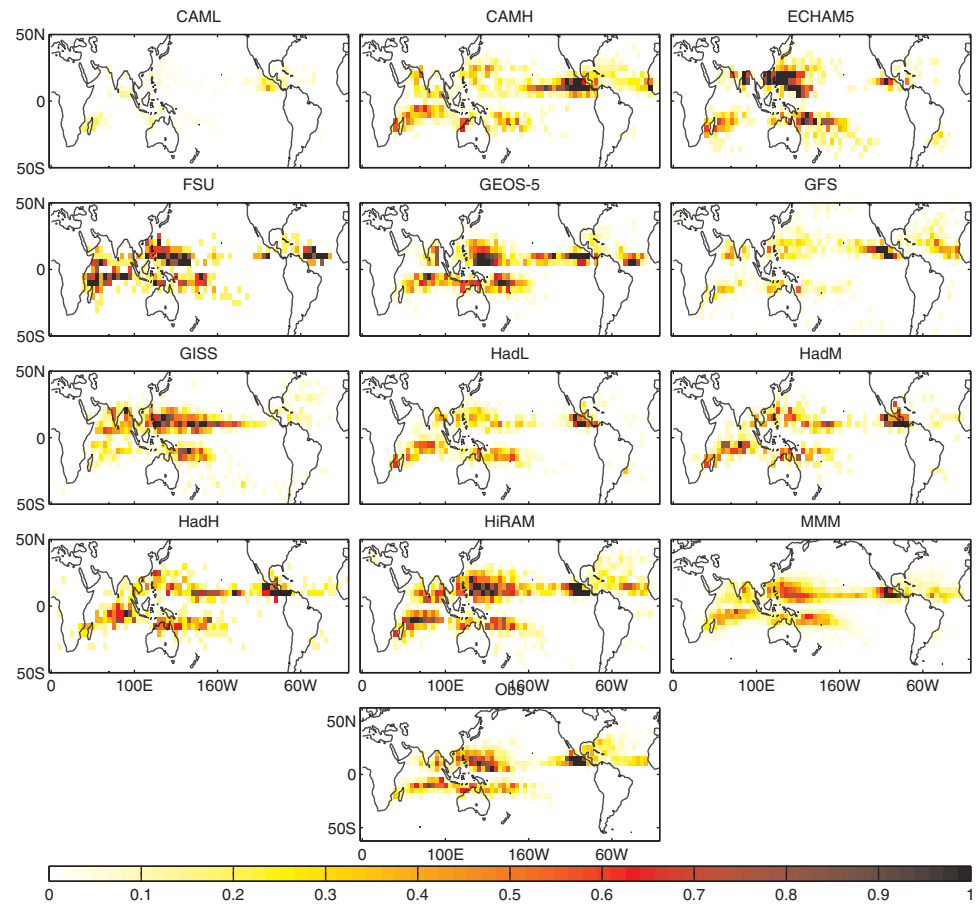 CAML CAMH ECHAM5
50N
0
50S
FSU GEOS-5 GFS
50N
0
50S
GISS HadL HadM
50N
0
50S
HadH HiRAM MMM
50N
0
50S
0 100E 160W 60W 0 100E 160W 60W 0 100E 160W 60W
Obs
50N
0
50S
0 100E 160W 60W
0 0.1 0.2 0.3 0.4 0.5 0.6 0.7 0.8 0.9 1